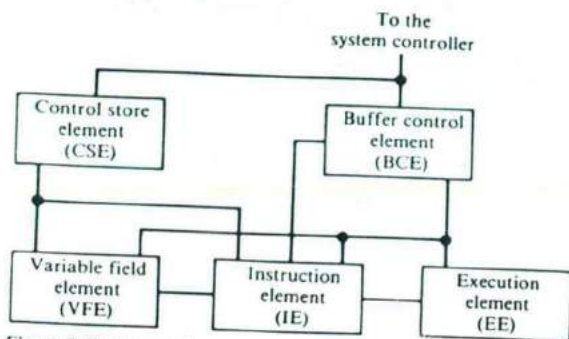 To the
system controller
Control store
element
(CSE)
Buffer control
element
(BCE)
Variable field
element
(VFE)
Instruction
element
(IE)
Execution
element
(EE)